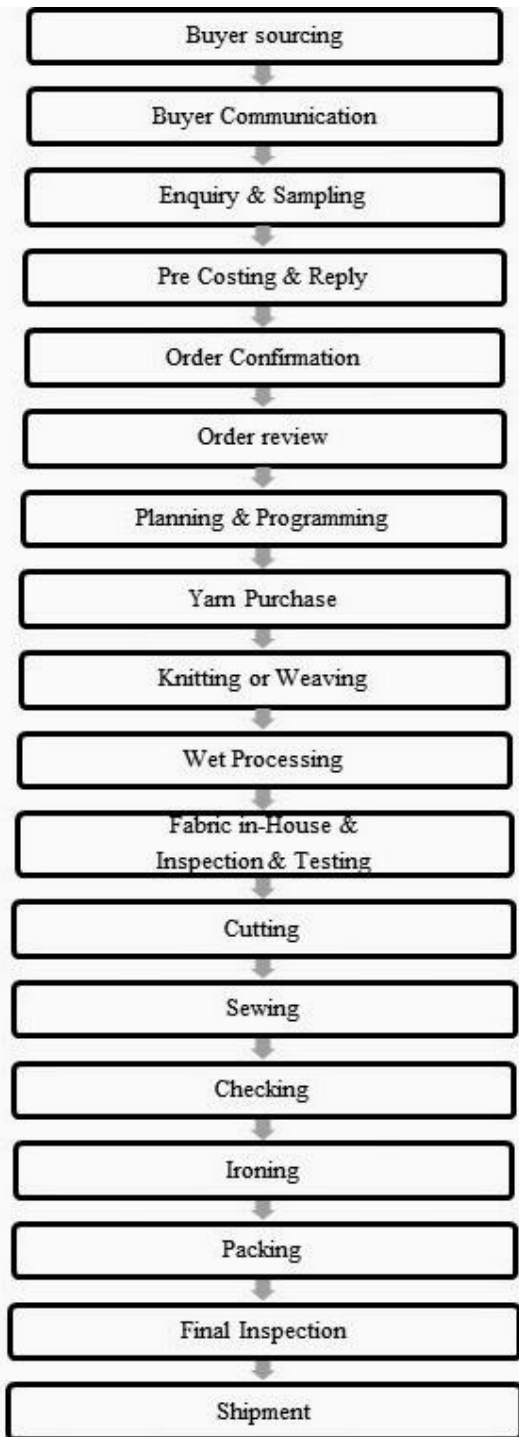 Buyer sourcing
Buyer Communication
Enquiry & Sampling
Pre Costing & Reply
Order Confirmation
Order review
Planning & Programming
Yarn Purchase
Knitting or Weaving
Wet Processing
Fabric in-House &
Inspection & Testing
Cutting
Sewing
Checking
Ironing
Packing
Final Inspection
Shipment